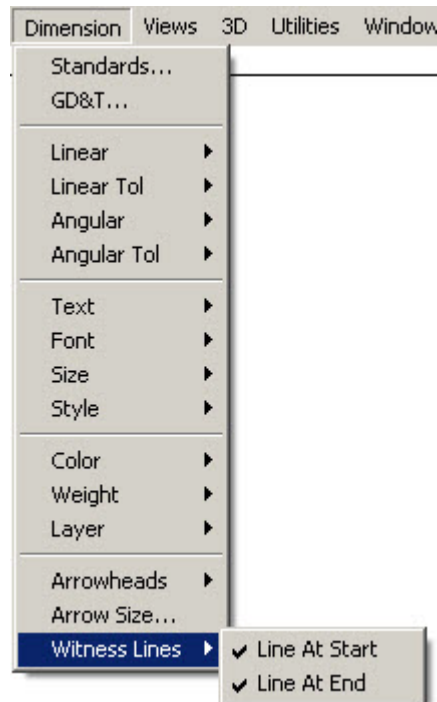 Dimension Views 3D Utilities Window
Standards...
GD&T...
Linear
Linear Tol
Angular
Angular Tol
Text
Font
Size
Style
Color
Weight
Layer
Arrowheads
Arrow Size...
Witness Lines
Line At Start
Line At End